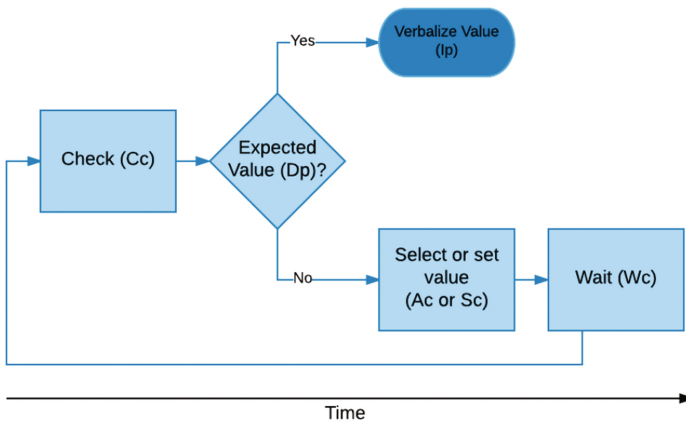 Yes
Verbalize Value
(Ip)
Check (Cc)
Expected
Value (Dp)?
No
Select or set
value
(Ac or Sc)
Wait (Wc)
Time